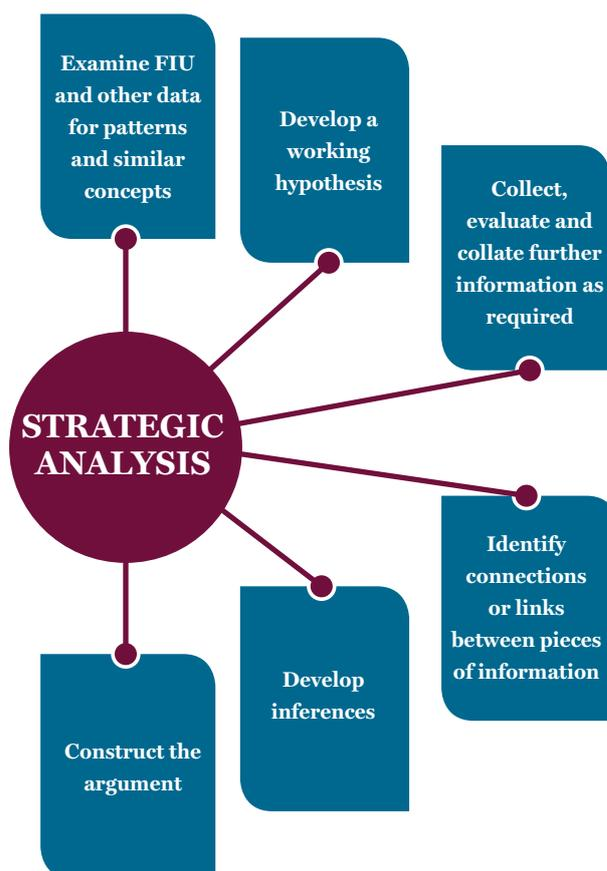 Examine FIU
and other data
for patterns
and similar
concepts
Develop a
working
hypothesis
Collect,
evaluate and
collate further
information as
required
STRATEGIC
ANALYSIS
Identify
connections
or links
between pieces
of information
Develop
inferences
Construct the
argument